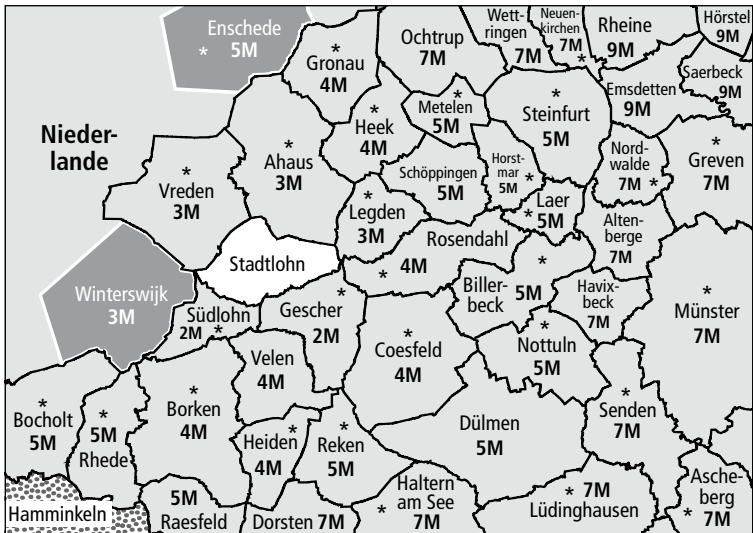 Enschede
* 5M
Nieder-
lande
*
Gronau
4M
Ochtrup
7M
Wett-
ringen
7M
Neuen-
kirchen
7M
*
Rheine
9M
Hörstel
9M
Saerbeck
9M
Emsdetten
9M
*
Metelen
5M
*
Steinfurt
5M
*
Heek
4M
*
Ahaus
3M
*
Vreden
3M
Schöppingen
5M
Horst-
mar *
5M
Nord-
walde
7M *
*
Greven
7M
*
Legden
3M
Laer
* 5M
Alten-
berge
7M
Rosendahl
* 4M
Stadtlohn
Winterswijk
3M
Südlohn
2M *
*
Gescher
2M
*
Biller-
beck 5M
Havix-
beck
7M
*
Münster
7M
*
Coesfeld
4M
*
Nottuln
5M
Velen
4M
*
Bocholt
5M
*
5M
Rhede
*
Borken
4M
*
Heiden
4M
*
Reken
5M
Dülmen
5M
*
Senden
7M
Hamminkeln
5M
Raesfeld
Dorsten 7M
Haltern
am See
* 7M
* 7M
Lüdinghausen
Asche-
berg
* 7M